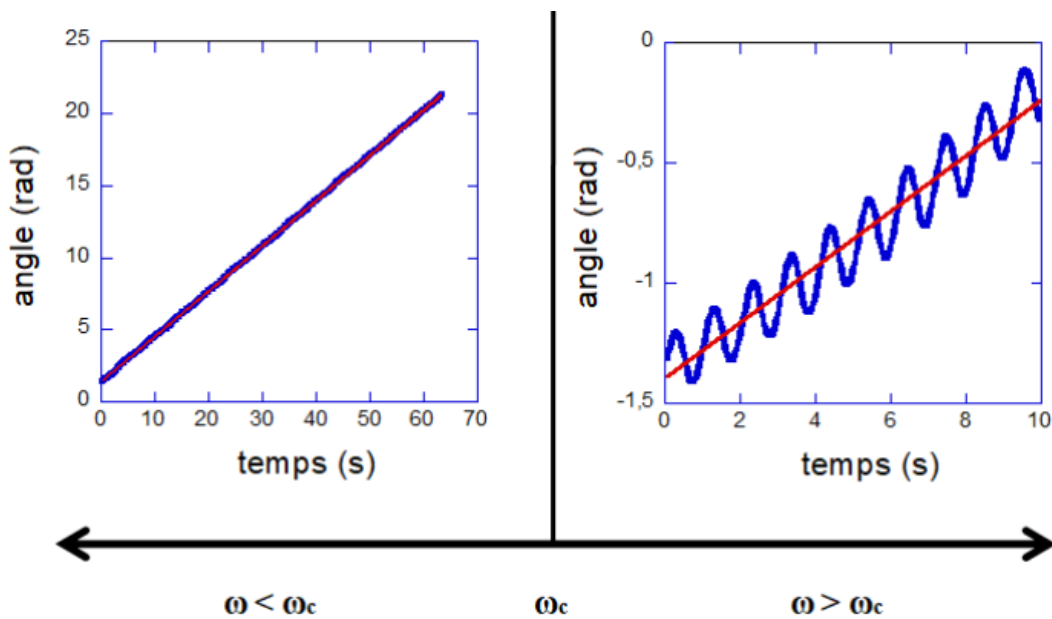 25
20
15
10
5
0
angle (rad)
0 10 20 30 40 50 60 70
temps (s)
0
-0,5
-1
-1,5
angle (rad)
0 2 4 6 8 10
temps (s)
ω < ωc
ωc
ω > ωc